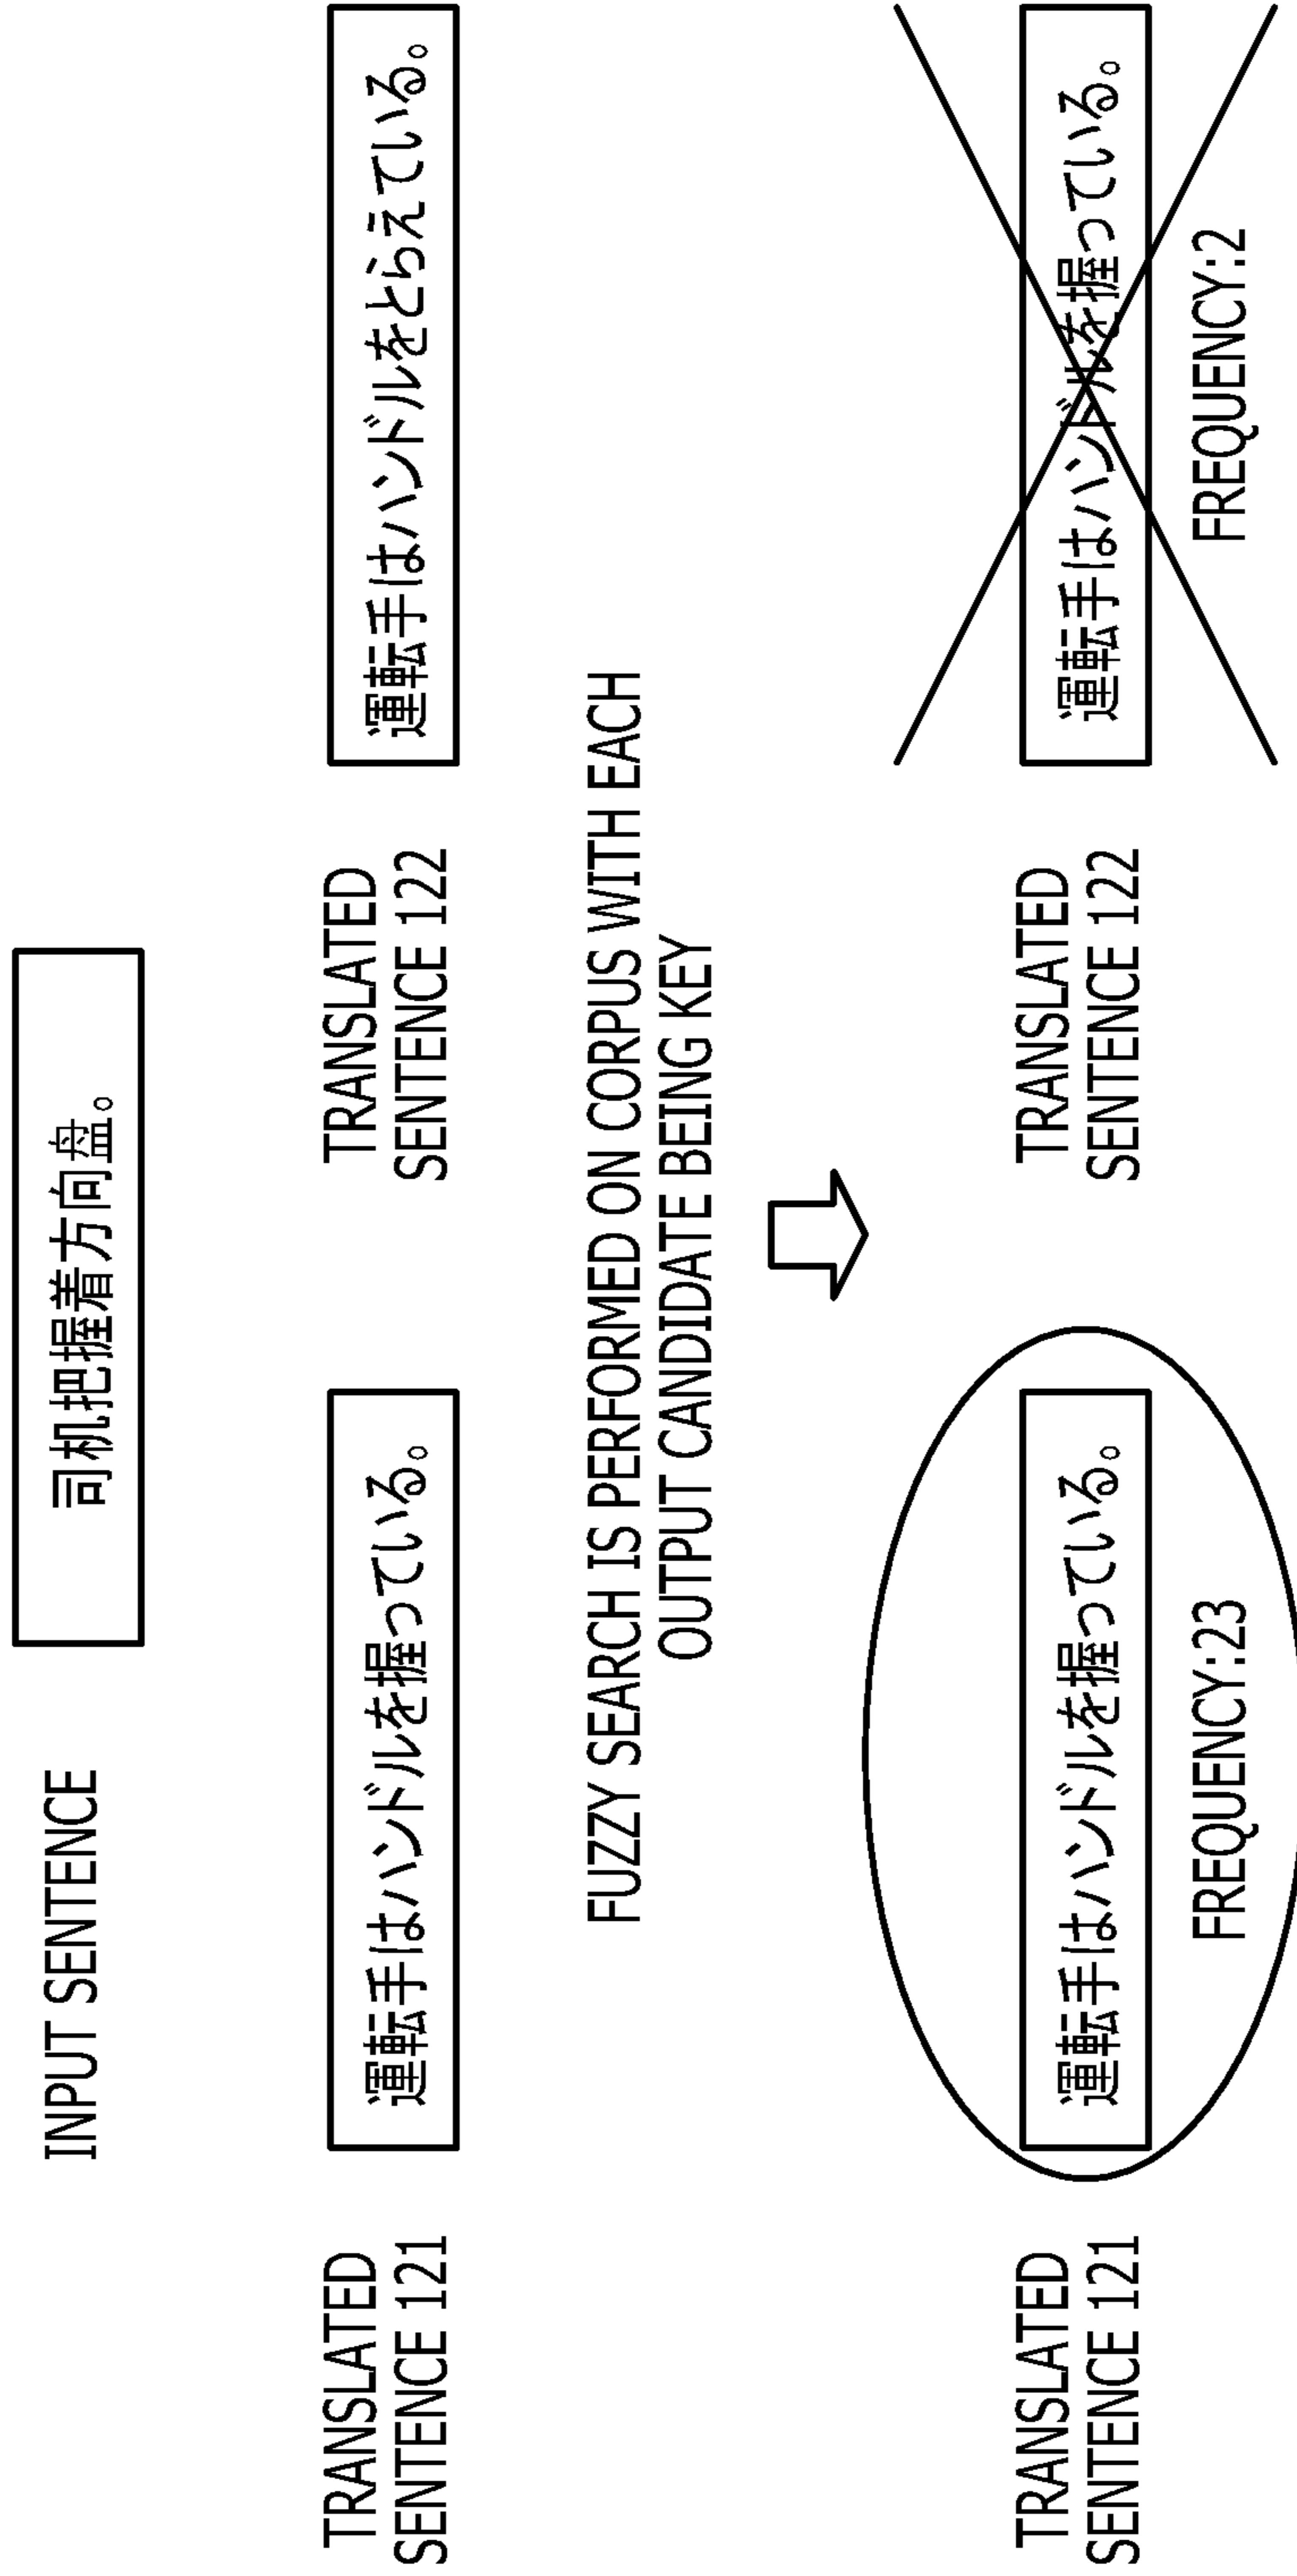 INPUT SENTENCE
司机把握着方向盘。
TRANSLATED
SENTENCE 121
運転手はハンドルを握っている。
TRANSLATED
SENTENCE 122
運転手はハンドルをとらえている。
FUZZY SEARCH IS PERFORMED ON CORPUS WITH EACH
OUTPUT CANDIDATE BEING KEY
TRANSLATED
SENTENCE 121
運転手はハンドルを握っている。
FREQUENCY:23
TRANSLATED
SENTENCE 122
運転手はハンドルを握っている。
FREQUENCY:2